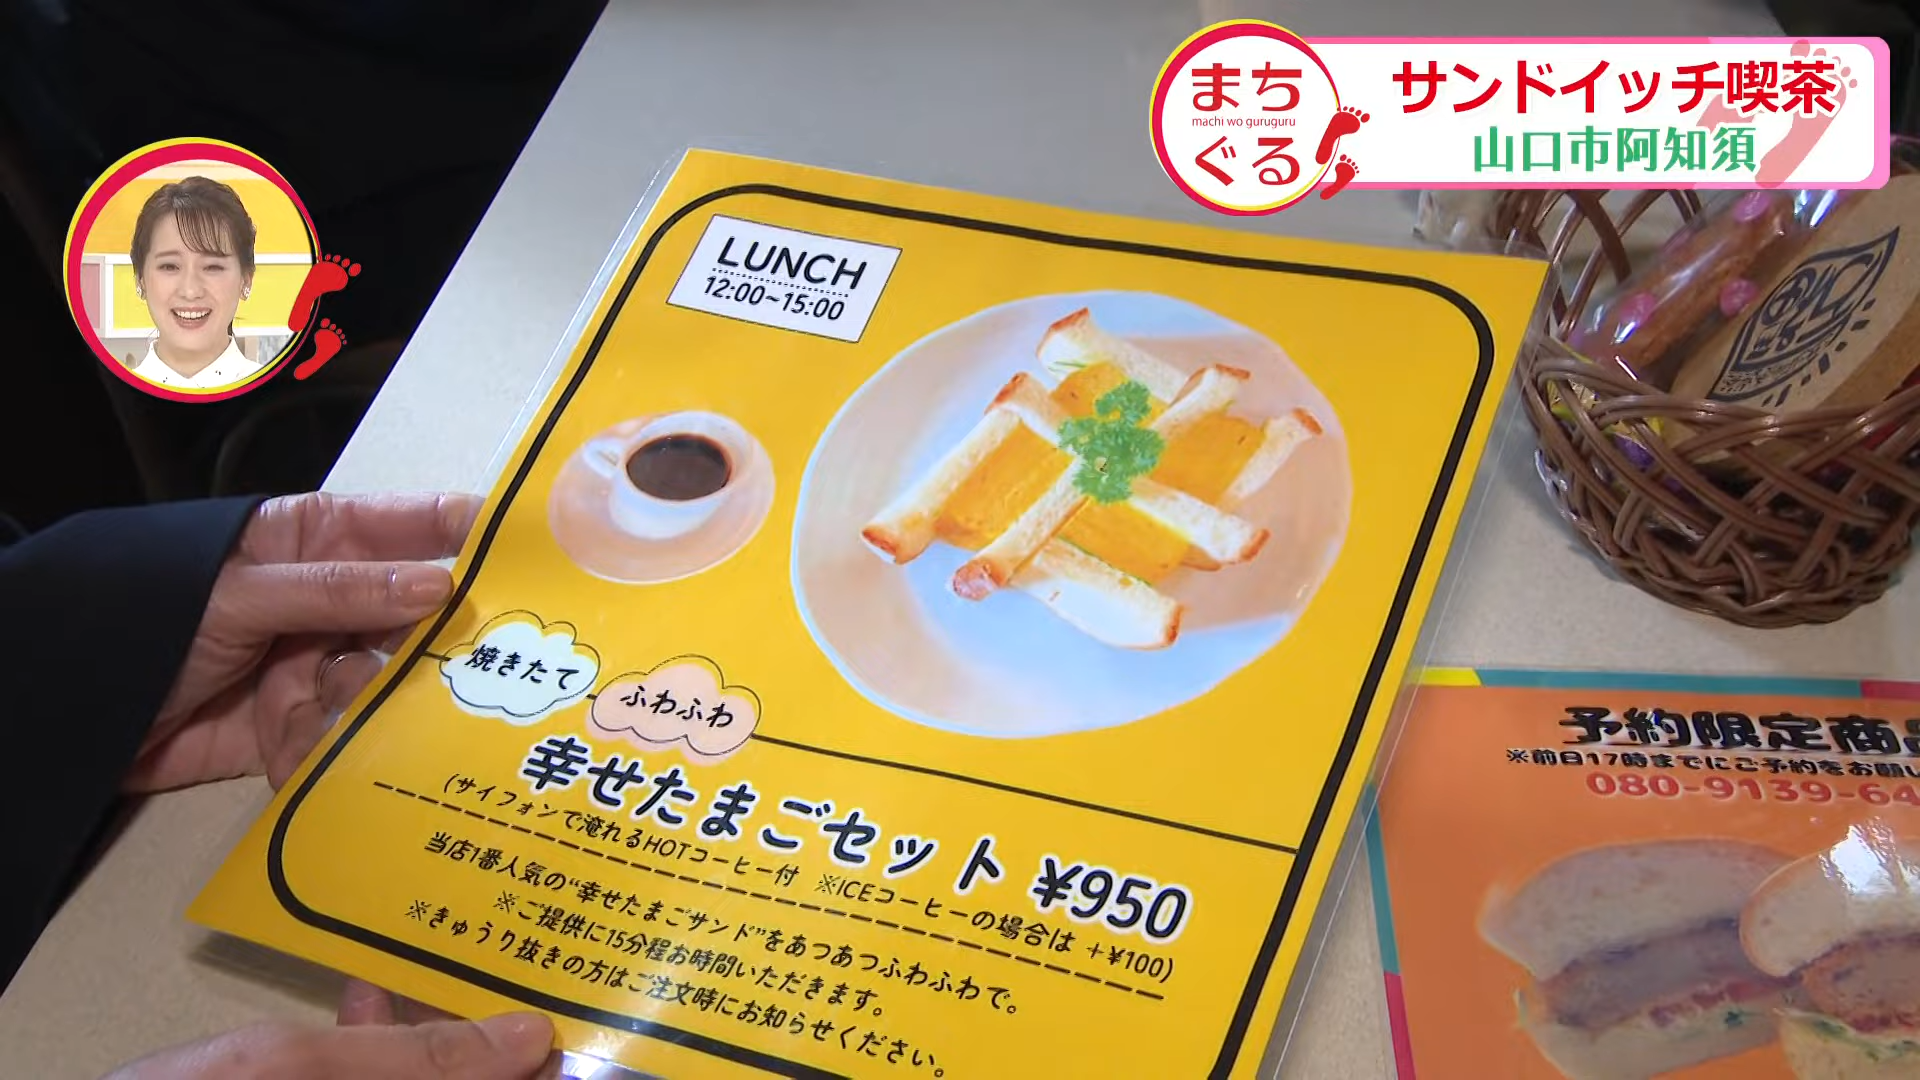 まち
machi wo guruguru
ぐる
サンドイッチ喫茶
山口市阿知須
LUNCH
12:00~15:00
焼きたて
ふわふわ
幸せたまごセット ¥950
(サイフォンで淹れるHOTコーヒー付 ※ICEコーヒーの場合は +¥100)
当店1番人気の“幸せたまごサンド”をあつあつふわふわで。
※ご提供に15分程お時間いただきます。
※きゅうり抜きの方はご注文時にお知らせください。
予約限定商品
※前日17時までにご予約をお願い
080-9139-64